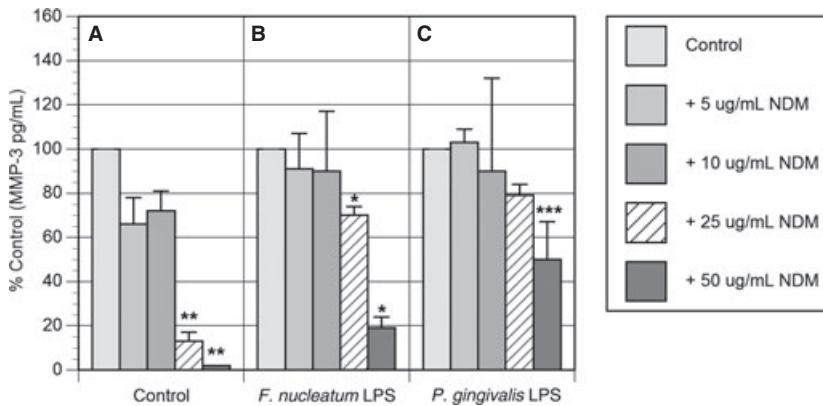 % Control (MMP-3 pg/mL)
160
140
120
100
80
60
40
20
0
A
B
C
**
**
*
*
***
Control
F. nucleatum LPS
P. gingivalis LPS
Control
+ 5 ug/mL NDM
+ 10 ug/mL NDM
+ 25 ug/mL NDM
+ 50 ug/mL NDM